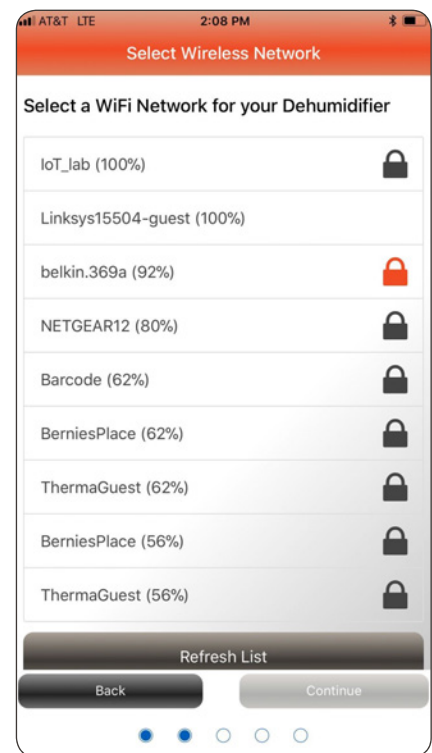 AT&T LTE 2:08 PM
Select Wireless Network
Select a WiFi Network for your Dehumidifier
IoT_lab (100%)
Linksys15504-guest (100%)
belkin.369a (92%)
NETGEAR12 (80%)
Barcode (62%)
BerniesPlace (62%)
ThermaGuest (62%)
BerniesPlace (56%)
ThermaGuest (56%)
Refresh List
Back Continue